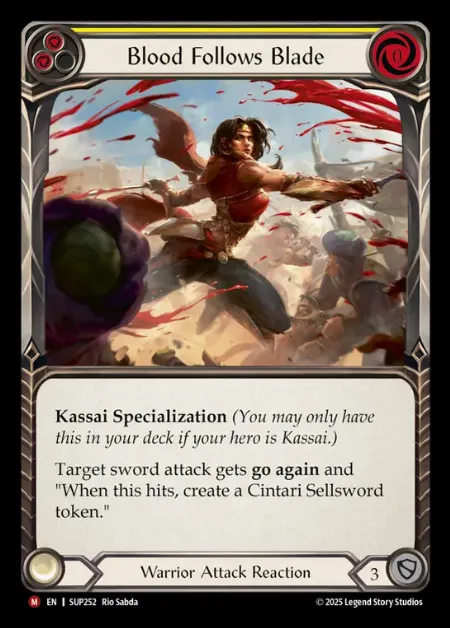 Blood Follows Blade
0
Kassai Specialization (You may only have
this in your deck if your hero is Kassai.)
Target sword attack gets go again and
"When this hits, create a Cintari Sellsword
token."
Warrior Attack Reaction
3
M EN | SUP252 Rio Sabda
© 2025 Legend Story Studios